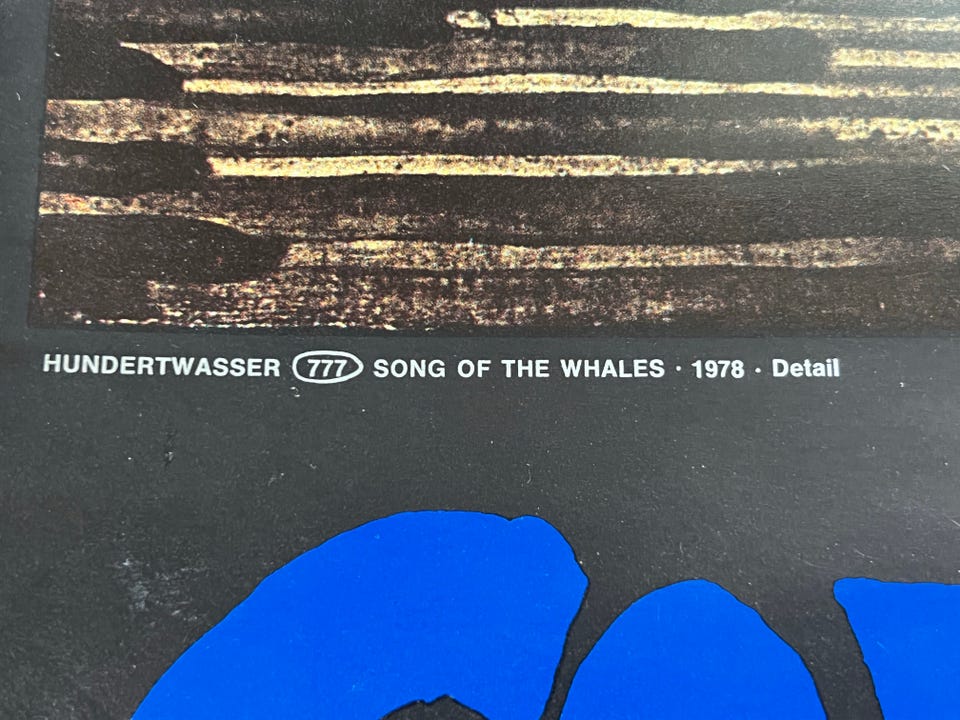 HUNDERTWASSER 777 SONG OF THE WHALES · 1978 · Detail